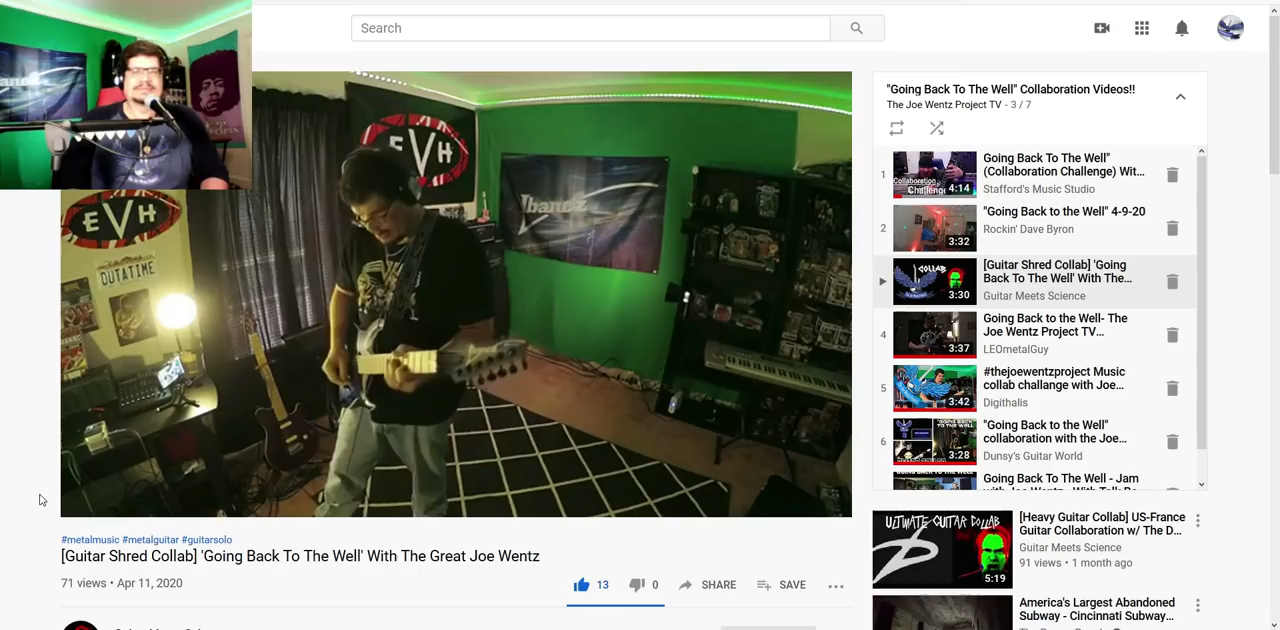 Search
EVH
Ibanez
EVH
OUTATIME
"Going Back To The Well" Collaboration Videos!!
The Joe Wentz Project TV - 3 / 7
1
4:14
Going Back To The Well"
(Collaboration Challenge) Wit...
Stafford's Music Studio
2
3:32
"Going Back to the Well" 4-9-20
Rockin' Dave Byron
COLLAB
3:30
[Guitar Shred Collab] 'Going
Back To The Well' With The...
Guitar Meets Science
4
3:37
Going Back to the Well- The
Joe Wentz Project TV...
LEOmetalGuy
5
3:42
#thejoewentzproject Music
collab challange with Joe...
Digithalis
6
3:28
"Going Back to the Well"
collaboration with the Joe...
Dunsy's Guitar World
Going Back To The Well - Jam
#metalmusic #metalguitar #guitarsolo
[Guitar Shred Collab] 'Going Back To The Well' With The Great Joe Wentz
71 views • Apr 11, 2020
13
0
SHARE
SAVE
ULTIMATE GUITAR COLLAB
5:19
[Heavy Guitar Collab] US-France
Guitar Collaboration w/ The D...
Guitar Meets Science
91 views • 1 month ago
America's Largest Abandoned
Subway - Cincinnati Subway...